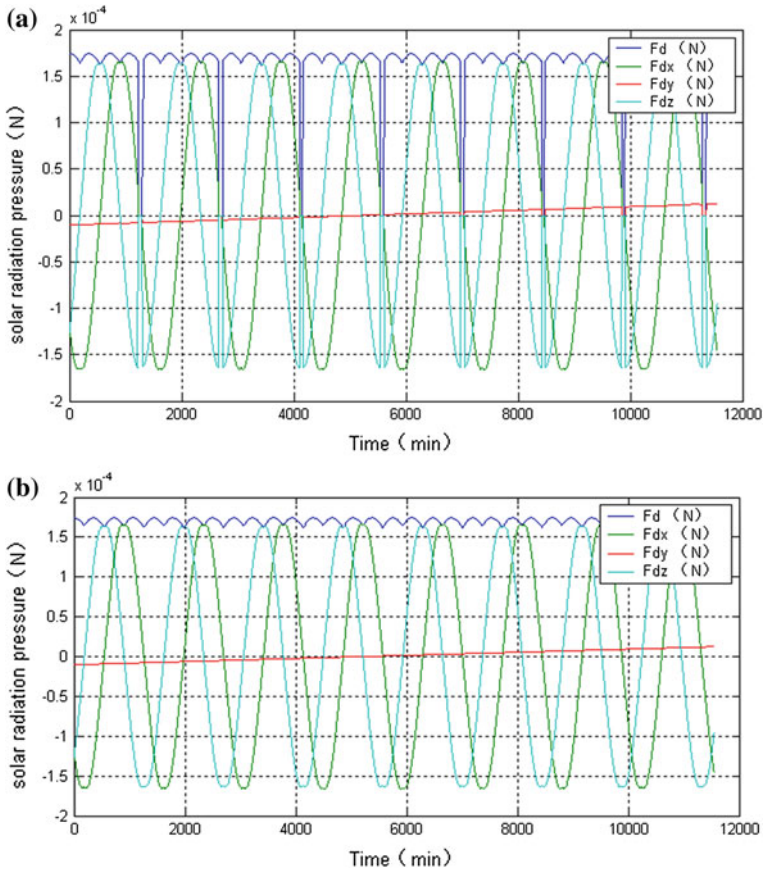 (a)
× 10⁻⁴
2
1.5
1
0.5
0
-0.5
-1
-1.5
-2
solar radiation pressure (N)
Fd (N)
Fdx (N)
Fdy (N)
Fdz (N)
0 2000 4000 6000 8000 10000 12000
Time (min)
(b)
× 10⁻⁴
2
1.5
1
0.5
0
-0.5
-1
-1.5
-2
solar radiation pressure (N)
Fd (N)
Fdx (N)
Fdy (N)
Fdz (N)
0 2000 4000 6000 8000 10000 12000
Time (min)